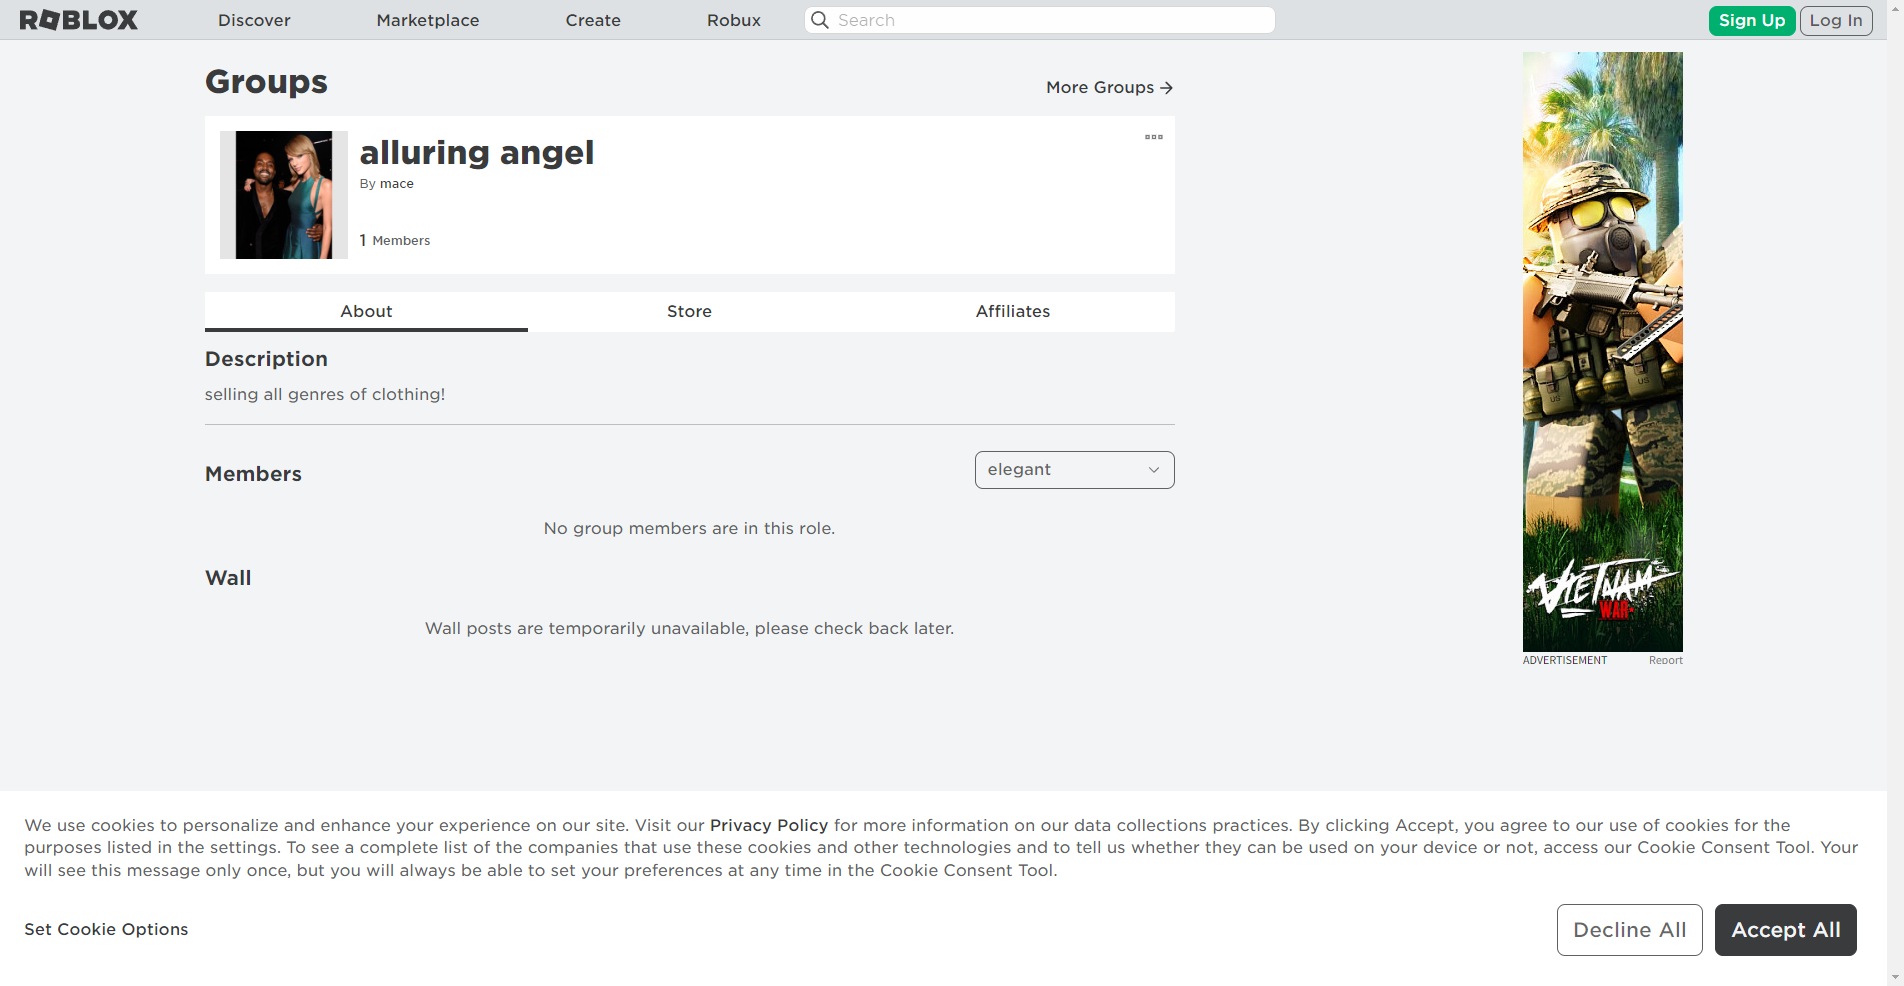 ROBLOX
Discover
Marketplace
Create
Robux
Search
Sign Up
Log In
Groups
More Groups
alluring angel
By mace
1 Members
About
Store
Affiliates
Description
selling all genres of clothing!
Members
elegant
No group members are in this role.
Wall
Wall posts are temporarily unavailable, please check back later.
US
US
VIETNAM
WAR
ADVERTISEMENT
Report
We use cookies to personalize and enhance your experience on our site. Visit our Privacy Policy for more information on our data collections practices. By clicking Accept, you agree to our use of cookies for the
purposes listed in the settings. To see a complete list of the companies that use these cookies and other technologies and to tell us whether they can be used on your device or not, access our Cookie Consent Tool. Your
will see this message only once, but you will always be able to set your preferences at any time in the Cookie Consent Tool.
Set Cookie Options
Decline All
Accept All